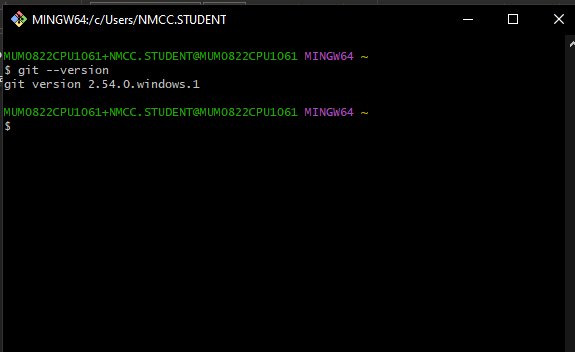 MINGW64:/c/Users/NMCC.STUDENT
MUM0822CPU1061+NMCC.STUDENT@MUM0822CPU1061 MINGW64 ~
$ git --version
git version 2.54.0.windows.1
MUM0822CPU1061+NMCC.STUDENT@MUM0822CPU1061 MINGW64 ~
$